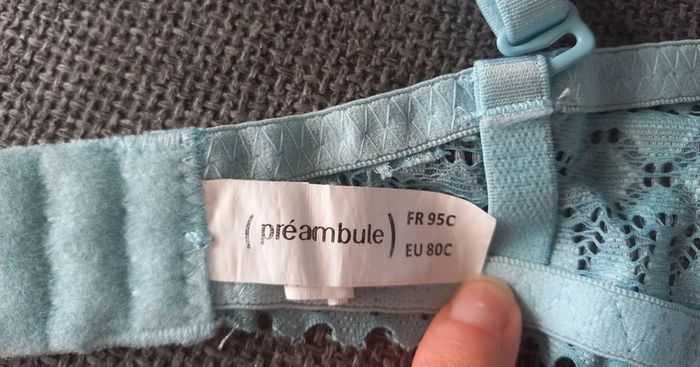 (préambule)
FR 95C
EU 80C